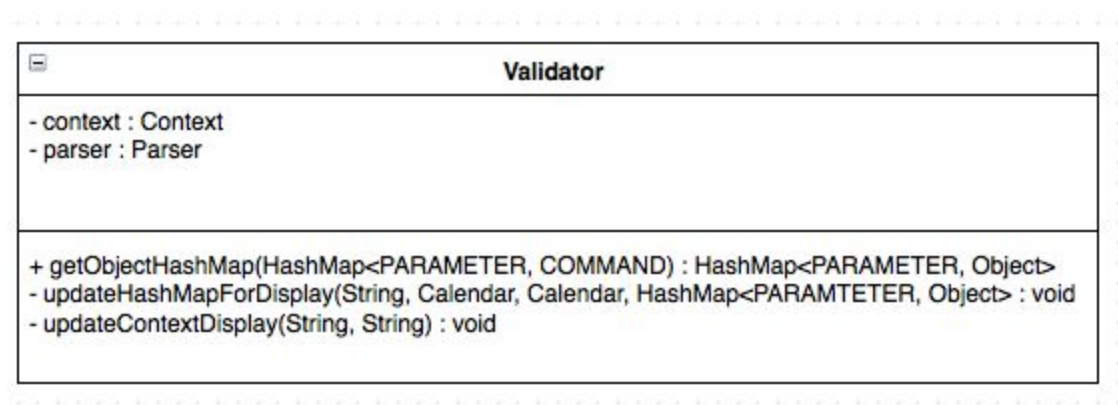 Validator
- context : Context
- parser : Parser
+ getObjectHashMap(HashMap<PARAMETER, COMMAND) : HashMap<PARAMETER, Object>
- updateHashMapForDisplay(String, Calendar, Calendar, HashMap<PARAMTETER, Object> : void
- updateContextDisplay(String, String) : void